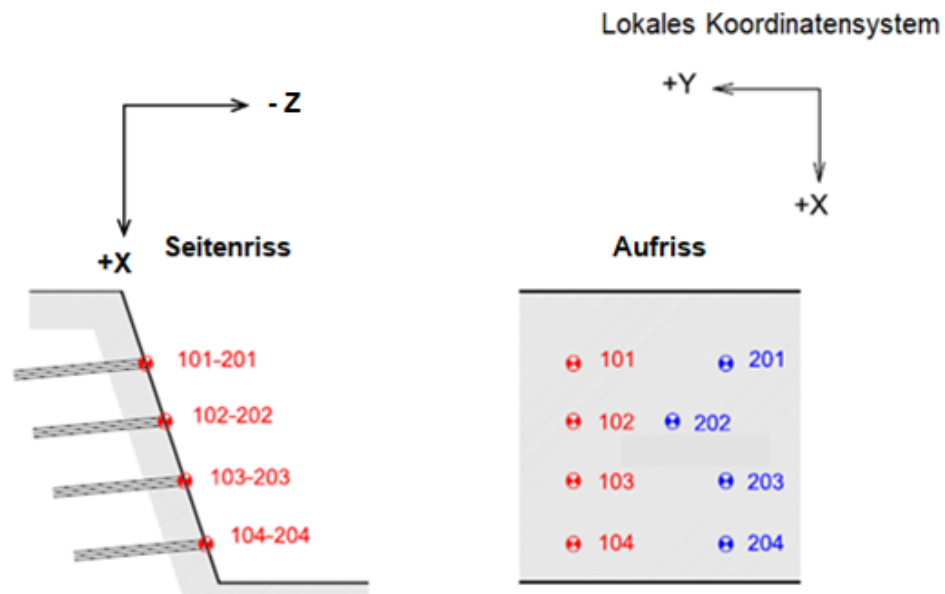 Lokales Koordinatensystem
- Z
+X
+Y
+X
Seitenriss
Aufriss
101-201
102-202
103-203
104-204
101
201
102
202
103
203
104
204